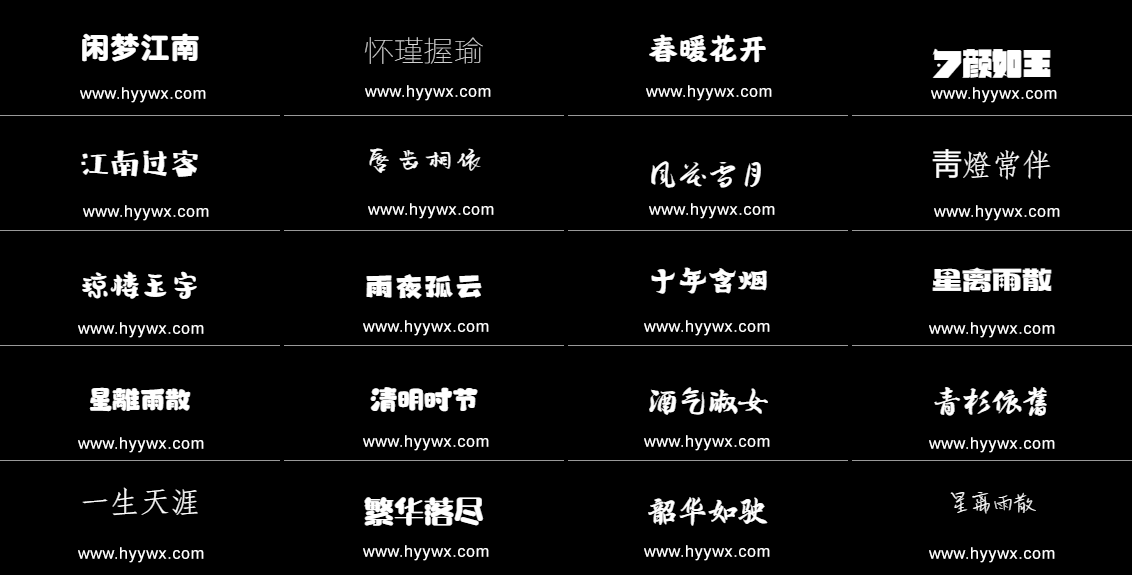 闲梦江南
www.hyywx.com
怀瑾握瑜
www.hyywx.com
春暖花开
www.hyywx.com
夕颜如玉
www.hyywx.com
江南过客
www.hyywx.com
唇齿相依
www.hyywx.com
风花雪月
www.hyywx.com
青燈常伴
www.hyywx.com
琼楼玉宇
www.hyywx.com
雨夜孤云
www.hyywx.com
十年含烟
www.hyywx.com
星离雨散
www.hyywx.com
星離雨散
www.hyywx.com
清明时节
www.hyywx.com
酒气淑女
www.hyywx.com
青杉依舊
www.hyywx.com
一生天涯
www.hyywx.com
繁华落尽
www.hyywx.com
韶华如驶
www.hyywx.com
星离雨散
www.hyywx.com